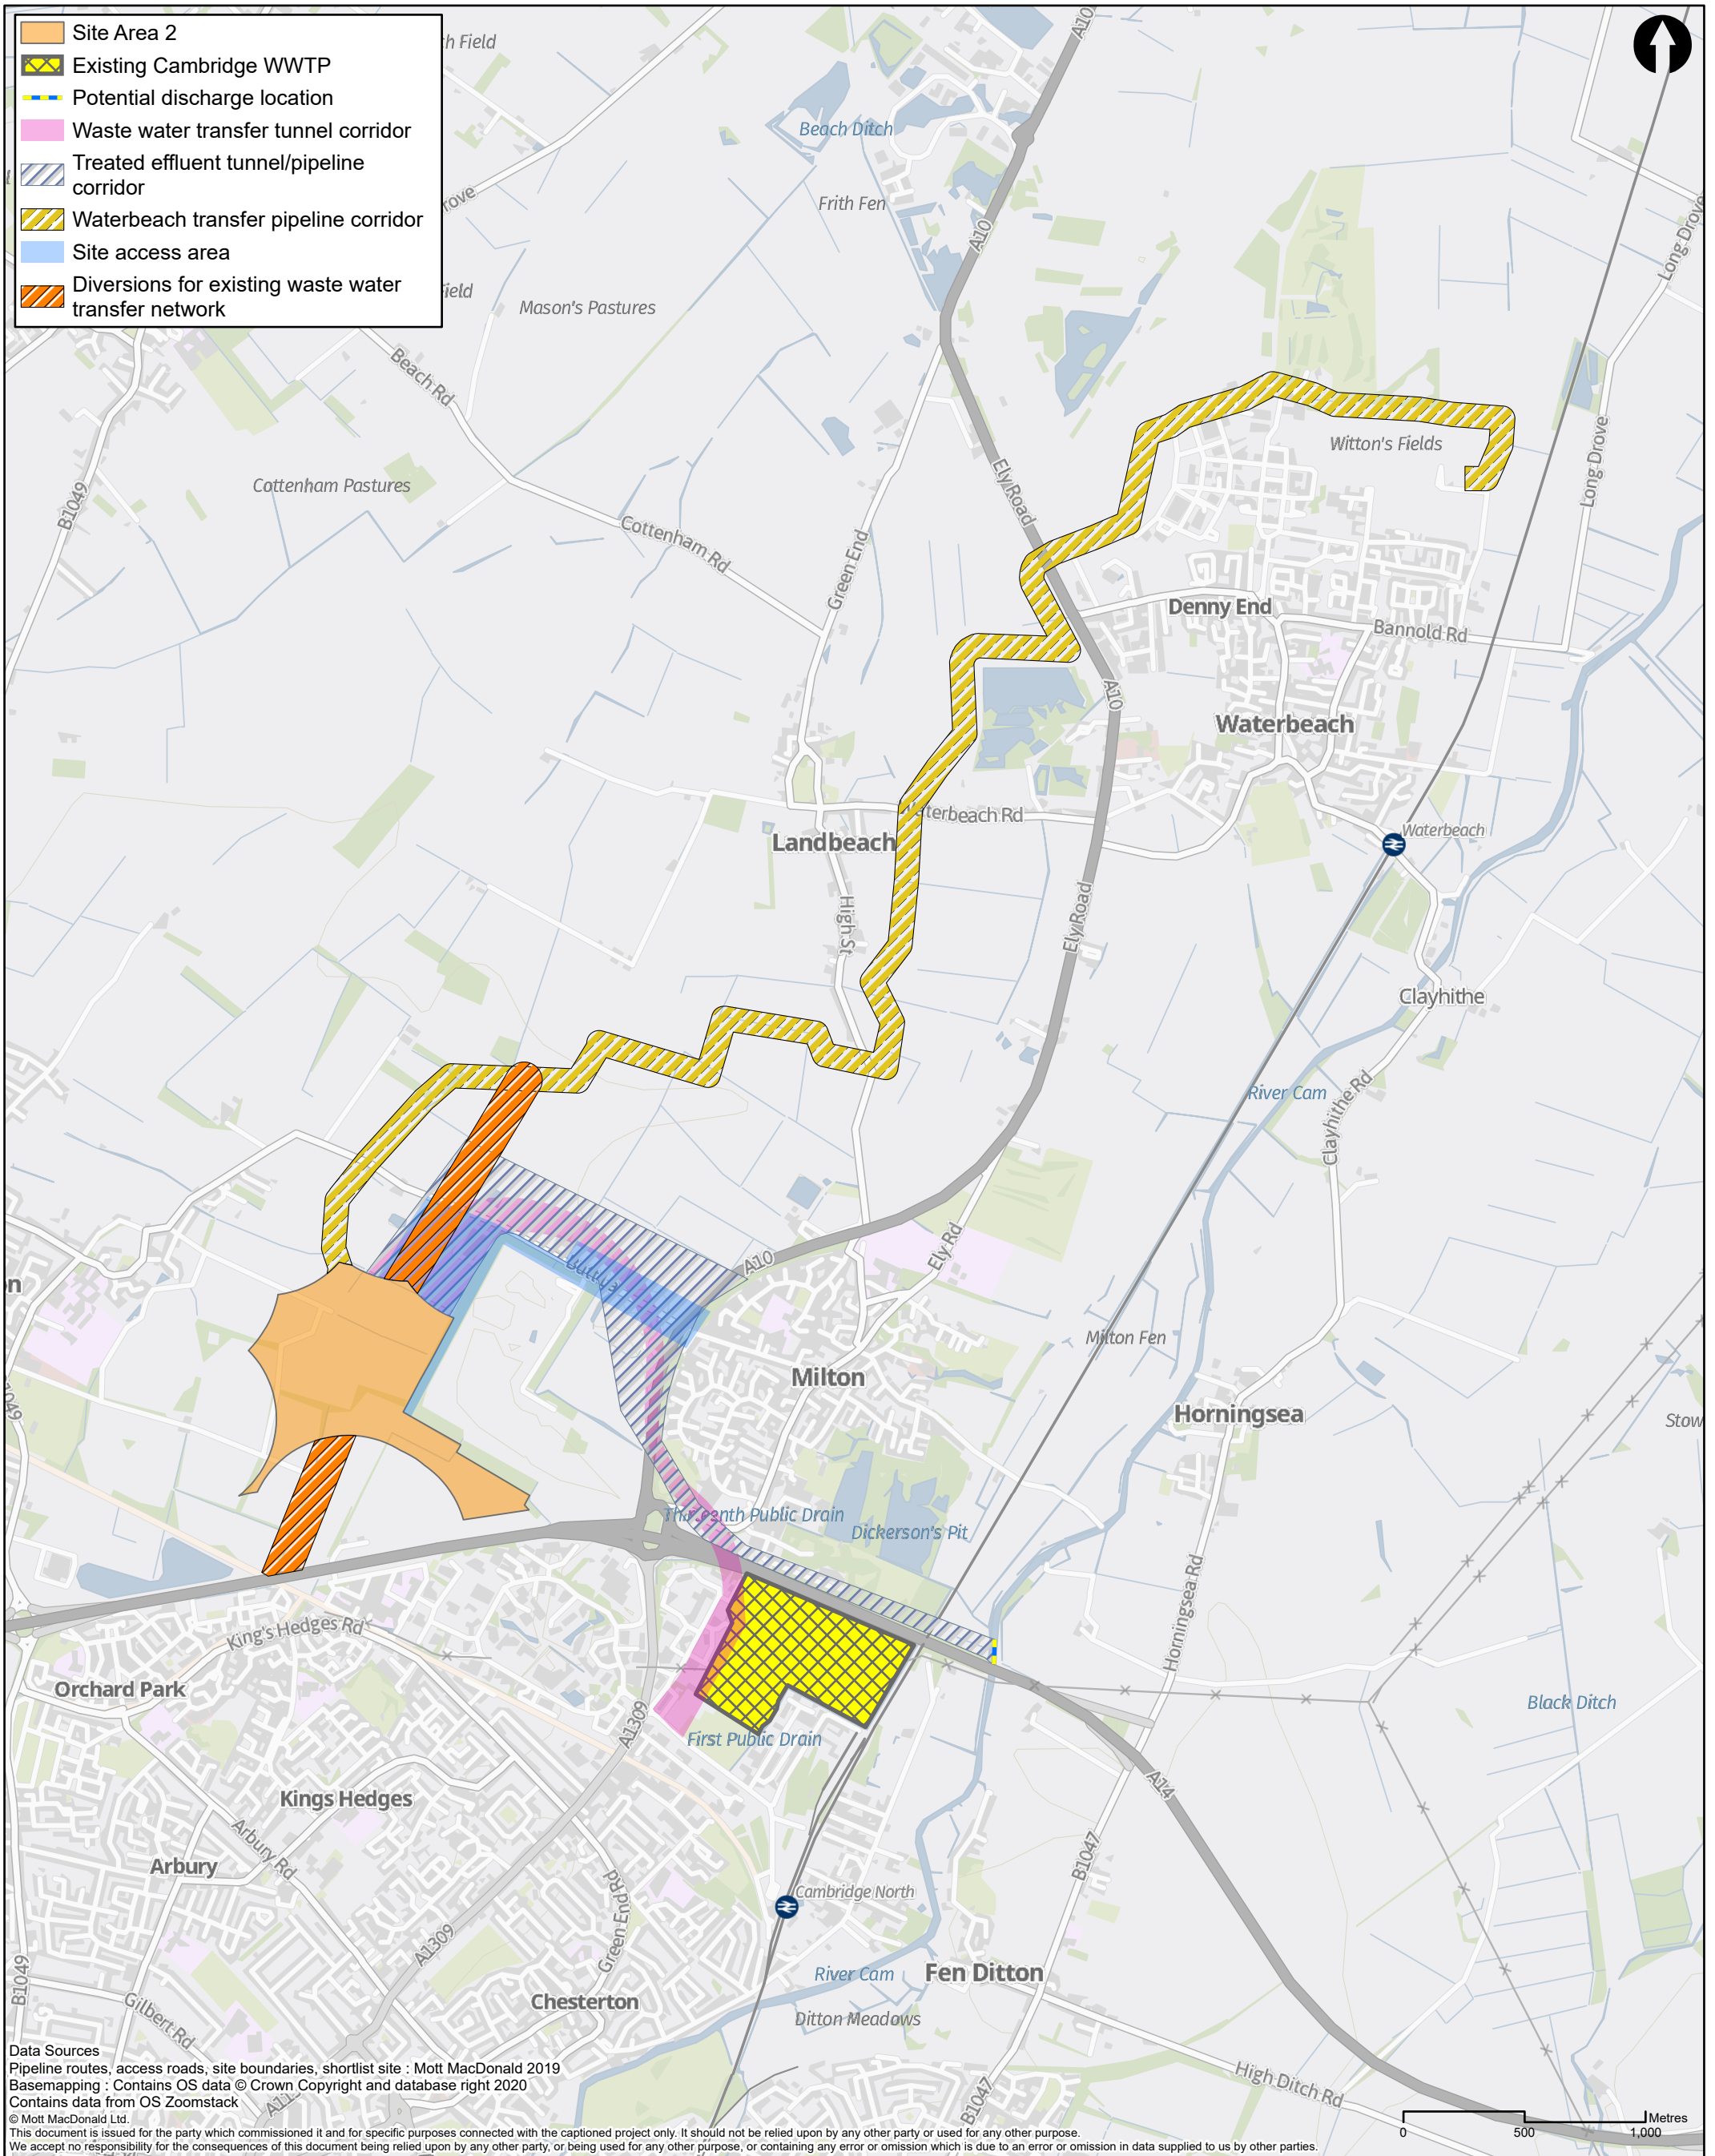 Site Area 2
Existing Cambridge WWTP
Potential discharge location
Waste water transfer tunnel corridor
Treated effluent tunnel/pipeline
corridor
Waterbeach transfer pipeline corridor
Site access area
Diversions for existing waste water
transfer network
A10
Beach Ditch
Frith Fen
A10
Long Drove
Mason's Pastures
Beach Rd
Witton's Fields
Long Drove
Cottenham Pastures
B1049
Ely Road
Cottenham Rd
Green End
Denny End
Bannold Rd
A10
Waterbeach
Landbeach
Waterbeach
High St
Ely Road
Clayhithe
River Cam
Clayhithe Rd
A10
Ely Rd
Milton Fen
Milton
Horningsea
Public Drain
Dickerson's Pit
Horningsea Rd
King's Hedges Rd
Orchard Park
A1309
First Public Drain
Black Ditch
A14
Kings Hedges
Arbury Rd
Arbury
B1047
Green End Rd
Cambridge North
A1309
River Cam
Fen Ditton
B1049
Chesterton
Ditton Meadows
Gilbert Rd
High Ditch Rd
B1047
Data Sources
Pipeline routes, access roads, site boundaries, shortlist site : Mott MacDonald 2019
Basemapping : Contains OS data © Crown Copyright and database right 2020
Contains data from OS Zoomstack
© Mott MacDonald Ltd.
This document is issued for the party which commissioned it and for specific purposes connected with the captioned project only. It should not be relied upon by any other party or used for any other purpose.
We accept no responsibility for the consequences of this document being relied upon by any other party, or being used for any other purpose, or containing any error or omission which is due to an error or omission in data supplied to us by other parties.
Metres
0 500 1,000